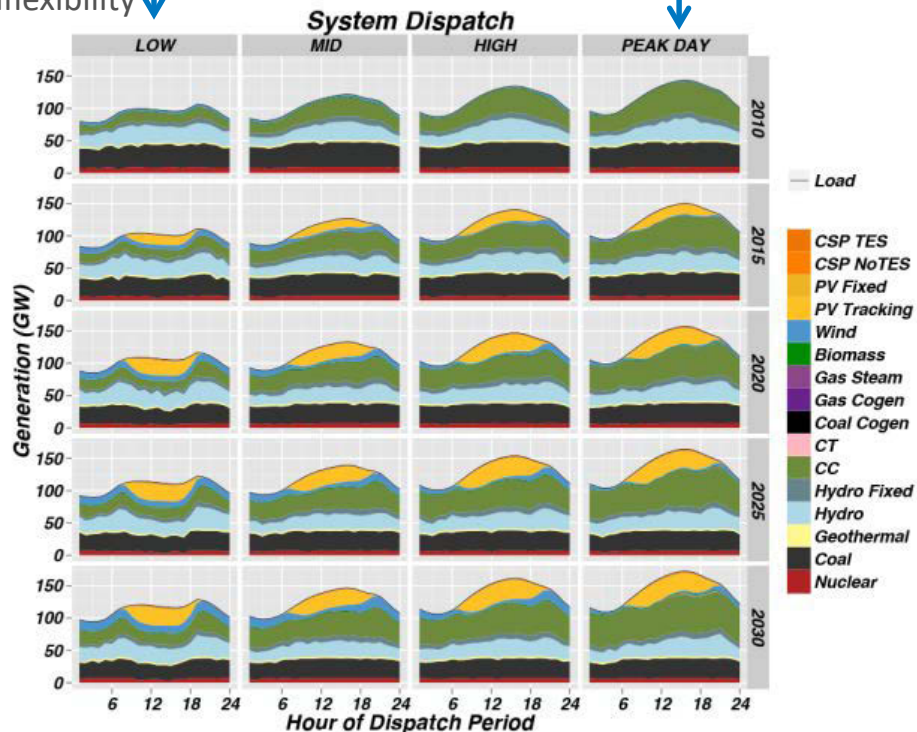 System Dispatch
LOW MID HIGH PEAK DAY
Generation (GW)
150
100
50
0
2010
150
100
50
0
2015
150
100
50
0
2020
150
100
50
0
2025
150
100
50
0
2030
6 12 18 24 6 12 18 24 6 12 18 24 6 12 18 24
Hour of Dispatch Period
Load
CSP TES
CSP NoTES
PV Fixed
PV Tracking
Wind
Biomass
Gas Steam
Gas Cogen
Coal Cogen
CT
CC
Hydro Fixed
Hydro
Geothermal
Coal
Nuclear